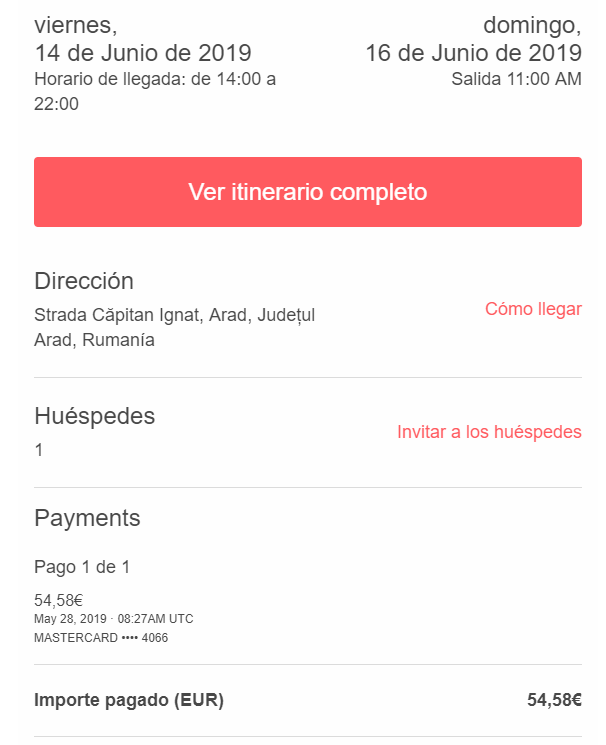 viernes,
14 de Junio de 2019
Horario de llegada: de 14:00 a
22:00
domingo,
16 de Junio de 2019
Salida 11:00 AM
Ver itinerario completo
Dirección
Strada Căpitan Ignat, Arad, Județul
Arad, Rumanía
Cómo llegar
Huéspedes
1
Invitar a los huéspedes
Payments
Pago 1 de 1
54,58€
May 28, 2019 · 08:27AM UTC
MASTERCARD •••• 4066
Importe pagado (EUR) 54,58€